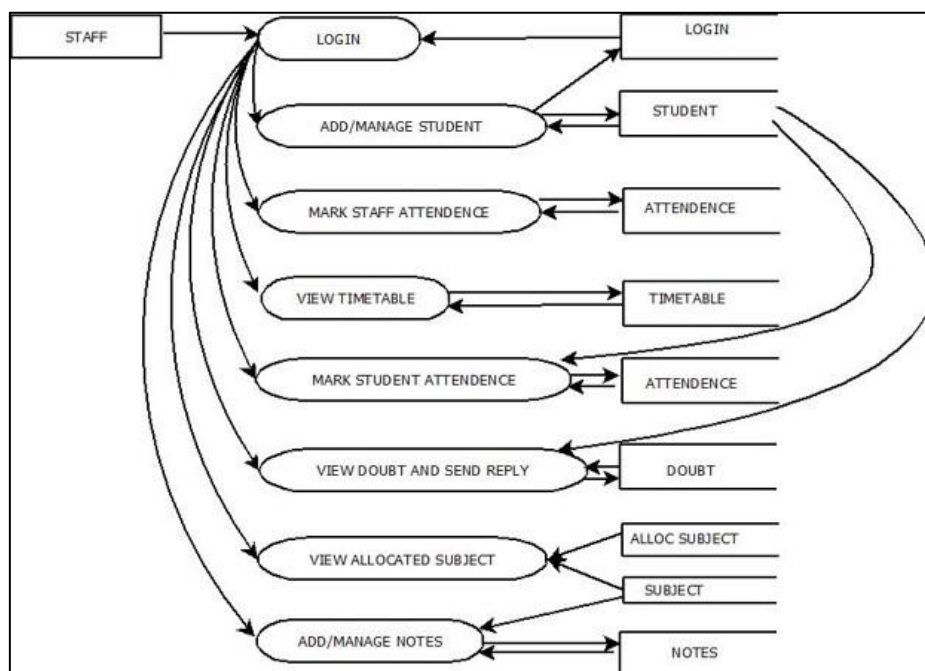 STAFF
LOGIN
LOGIN
ADD/MANAGE STUDENT
STUDENT
MARK STAFF ATTENDENCE
ATTENDENCE
VIEW TIMETABLE
TIMETABLE
MARK STUDENT ATTENDENCE
ATTENDENCE
VIEW DOUBT AND SEND REPLY
DOUBT
VIEW ALLOCATED SUBJECT
ALLOC SUBJECT
SUBJECT
ADD/MANAGE NOTES
NOTES